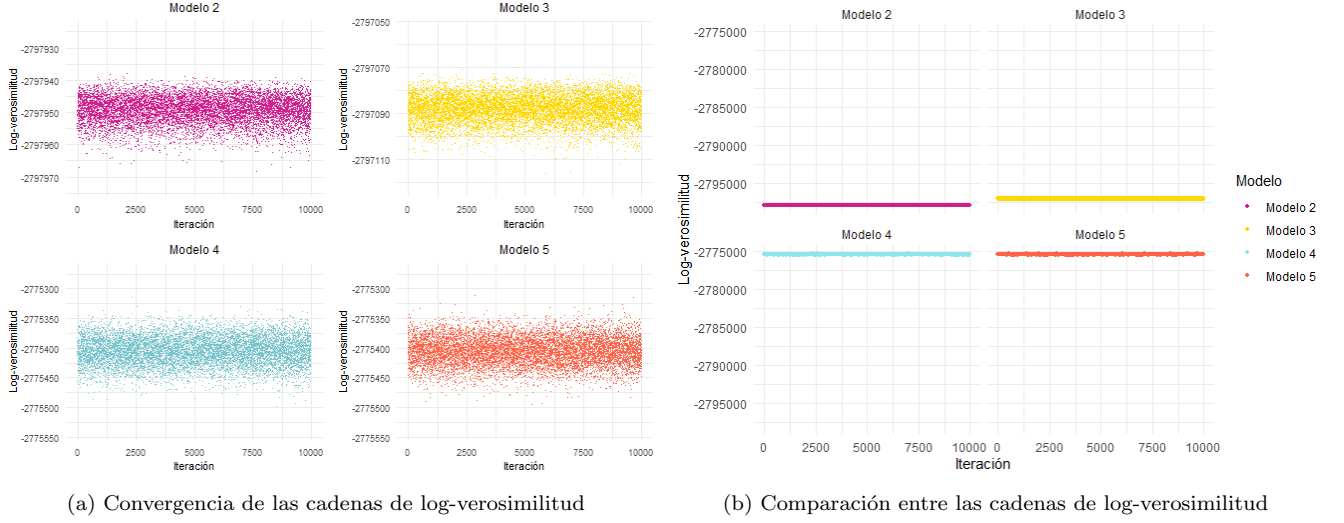 Modelo 2
Log-verosimilitud
-2797930
-2797940
-2797950
-2797960
-2797970
0 2500 5000 7500 10000
Iteración
Modelo 3
Log-verosimilitud
-2797050
-2797070
-2797090
-2797110
0 2500 5000 7500 10000
Iteración
Modelo 4
Log-verosimilitud
-2775300
-2775350
-2775400
-2775450
-2775500
-2775550
0 2500 5000 7500 10000
Iteración
Modelo 5
Log-verosimilitud
-2775300
-2775350
-2775400
-2775450
-2775500
-2775550
0 2500 5000 7500 10000
Iteración
(a) Convergencia de las cadenas de log-verosimilitud
Modelo 2 Modelo 3
Log-verosimilitud
-2775000
-2780000
-2785000
-2790000
-2795000
Modelo 4 Modelo 5
-2775000
-2780000
-2785000
-2790000
-2795000
0 2500 5000 7500 10000 0 2500 5000 7500 10000
Iteración
Modelo
Modelo 2
Modelo 3
Modelo 4
Modelo 5
(b) Comparación entre las cadenas de log-verosimilitud